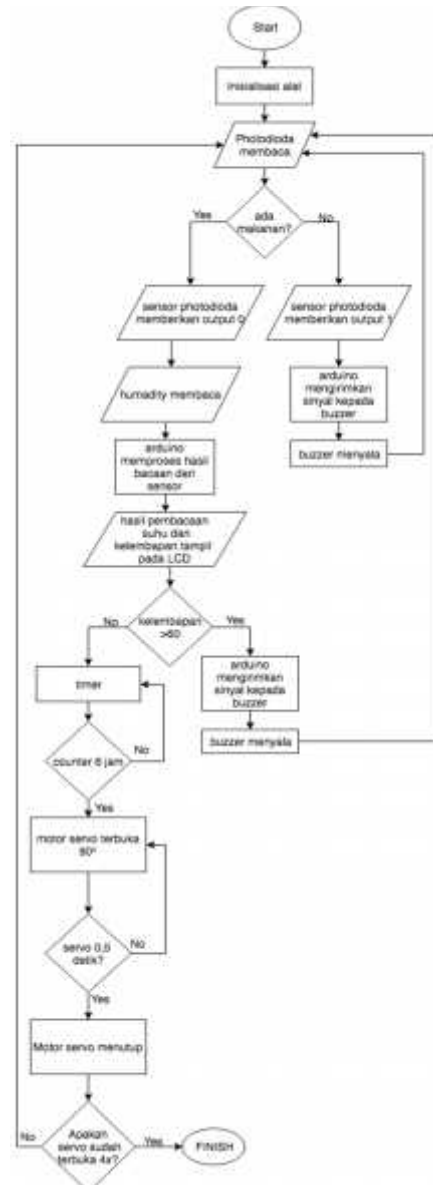 Start
Inisialisasi alat
Photodioda
membaca
ada
makanan?
Yes
No
sensor photodioda
memberikan output 0
sensor photodioda
memberikan output 1
humadity membaca
arduino
mengirimkan
sinyal kepada
buzzer
buzzer menyala
arduino
memproses hasil
bacaan dari
sensor
hasil pembacaan
suhu dan
kelembapan tampil
pada LCD
kelembapan
>60
No
Yes
timer
arduino
mengirimkan
sinyal kepada
buzzer
buzzer menyala
counter 6 jam
No
Yes
motor servo terbuka
servo
detik?
No
Yes
Motor servo menutup
Apakah
servo sudah
terbuka 4x?
No
Yes
FINISH